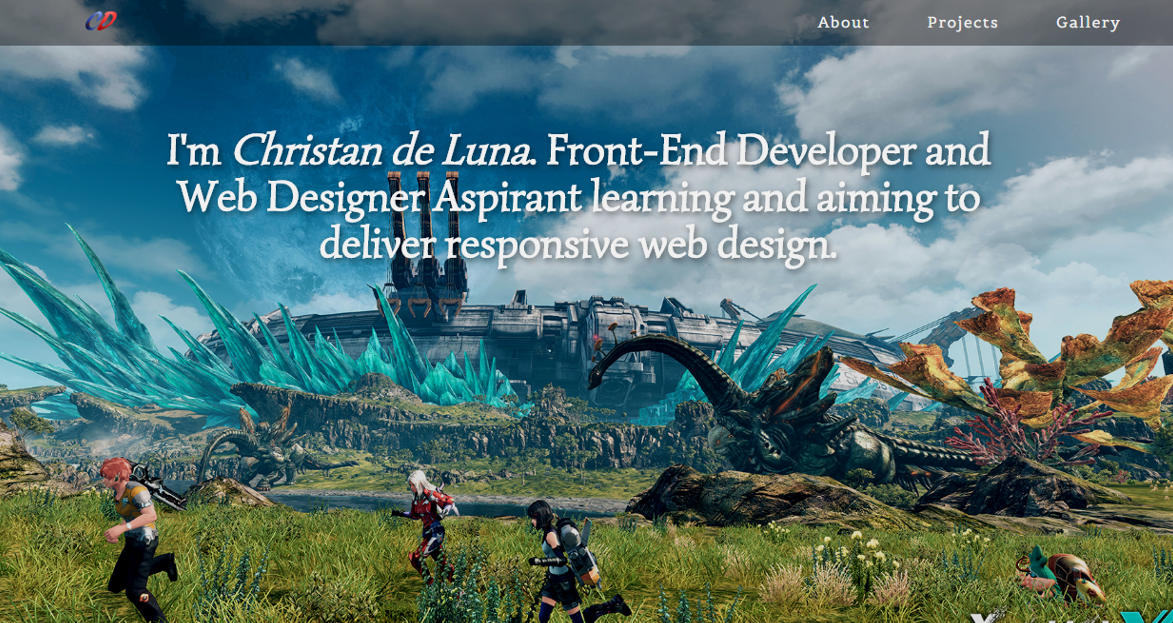 CD
About Projects Gallery
I'm Christan de Luna. Front-End Developer and
Web Designer Aspirant learning and aiming to
deliver responsive web design.